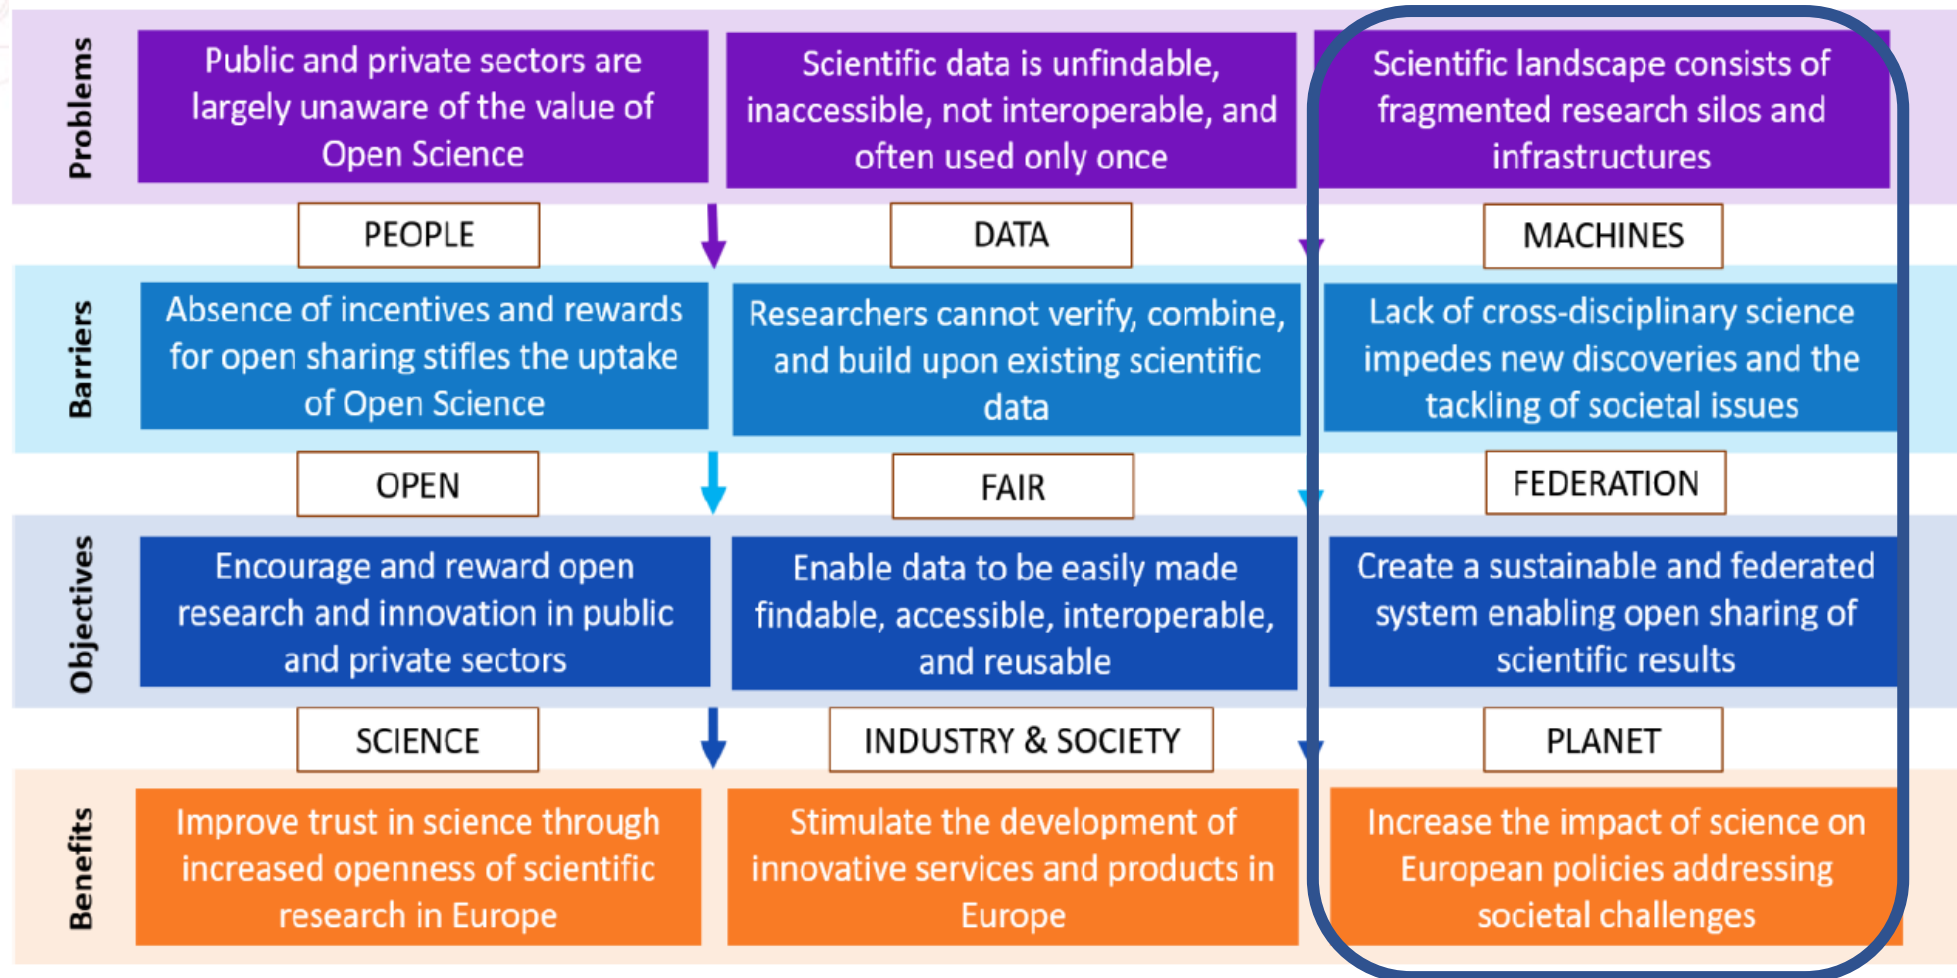 Problems
Public and private sectors are
largely unaware of the value of
Open Science
Scientific data is unfindable,
inaccessible, not interoperable, and
often used only once
Scientific landscape consists of
fragmented research silos and
infrastructures
PEOPLE
DATA
MACHINES
Barriers
Absence of incentives and rewards
for open sharing stifles the uptake
of Open Science
Researchers cannot verify, combine,
and build upon existing scientific
data
Lack of cross-disciplinary science
impedes new discoveries and the
tackling of societal issues
OPEN
FAIR
FEDERATION
Objectives
Encourage and reward open
research and innovation in public
and private sectors
Enable data to be easily made
findable, accessible, interoperable,
and reusable
Create a sustainable and federated
system enabling open sharing of
scientific results
SCIENCE
INDUSTRY & SOCIETY
PLANET
Benefits
Improve trust in science through
increased openness of scientific
research in Europe
Stimulate the development of
innovative services and products in
Europe
Increase the impact of science on
European policies addressing
societal challenges